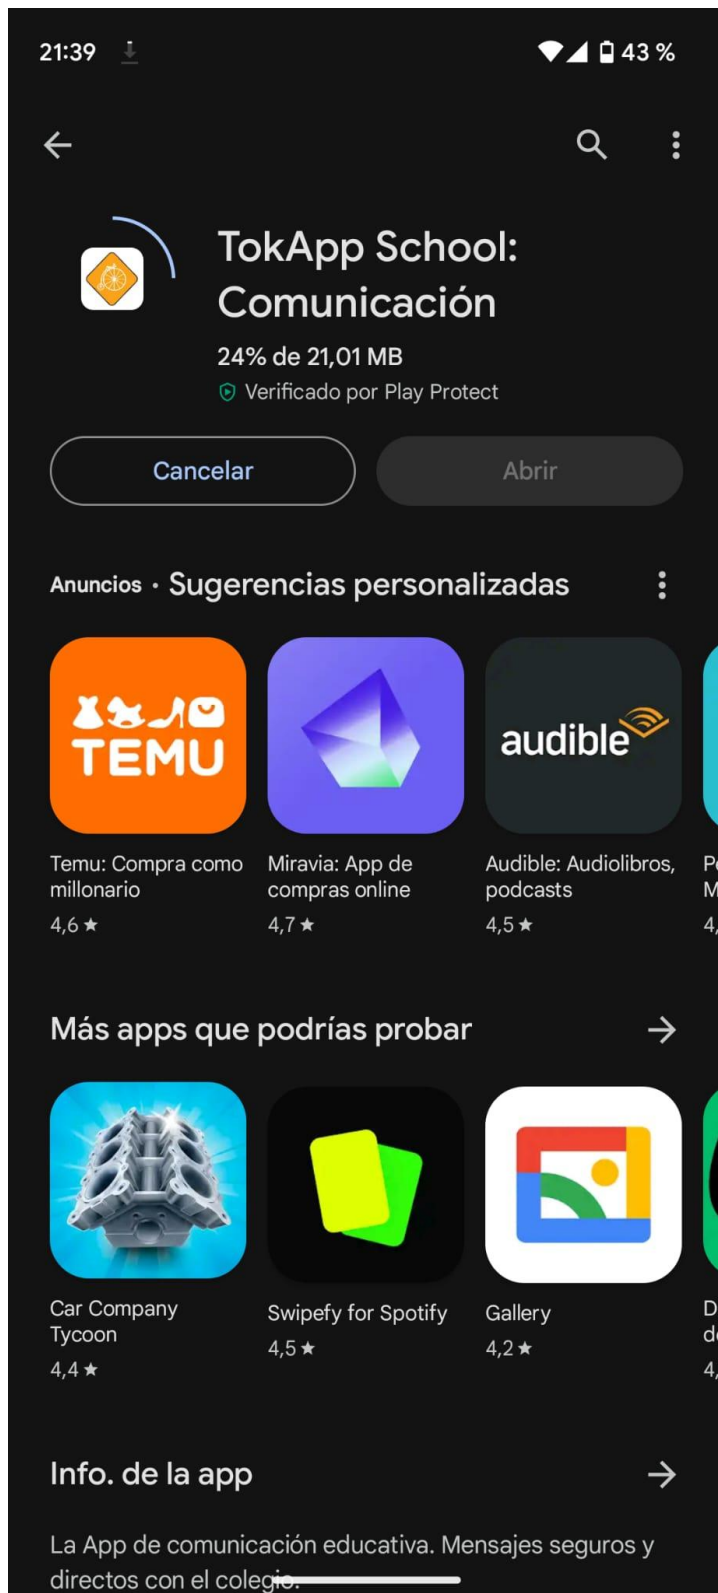 21:39
43 %
TokApp School:
Comunicación
24% de 21,01 MB
Verificado por Play Protect
Cancelar
Abrir
Anuncios • Sugerencias personalizadas
TEMU
audible
Temu: Compra como
millonario
4,6 ★
Miravia: App de
compras online
4,7 ★
Audible: Audiolibros,
podcasts
4,5 ★
Más apps que podrías probar
Car Company
Tycoon
4,4 ★
Swipefy for Spotify
4,5 ★
Gallery
4,2 ★
Info. de la app
La App de comunicación educativa. Mensajes seguros y
directos con el colegio.